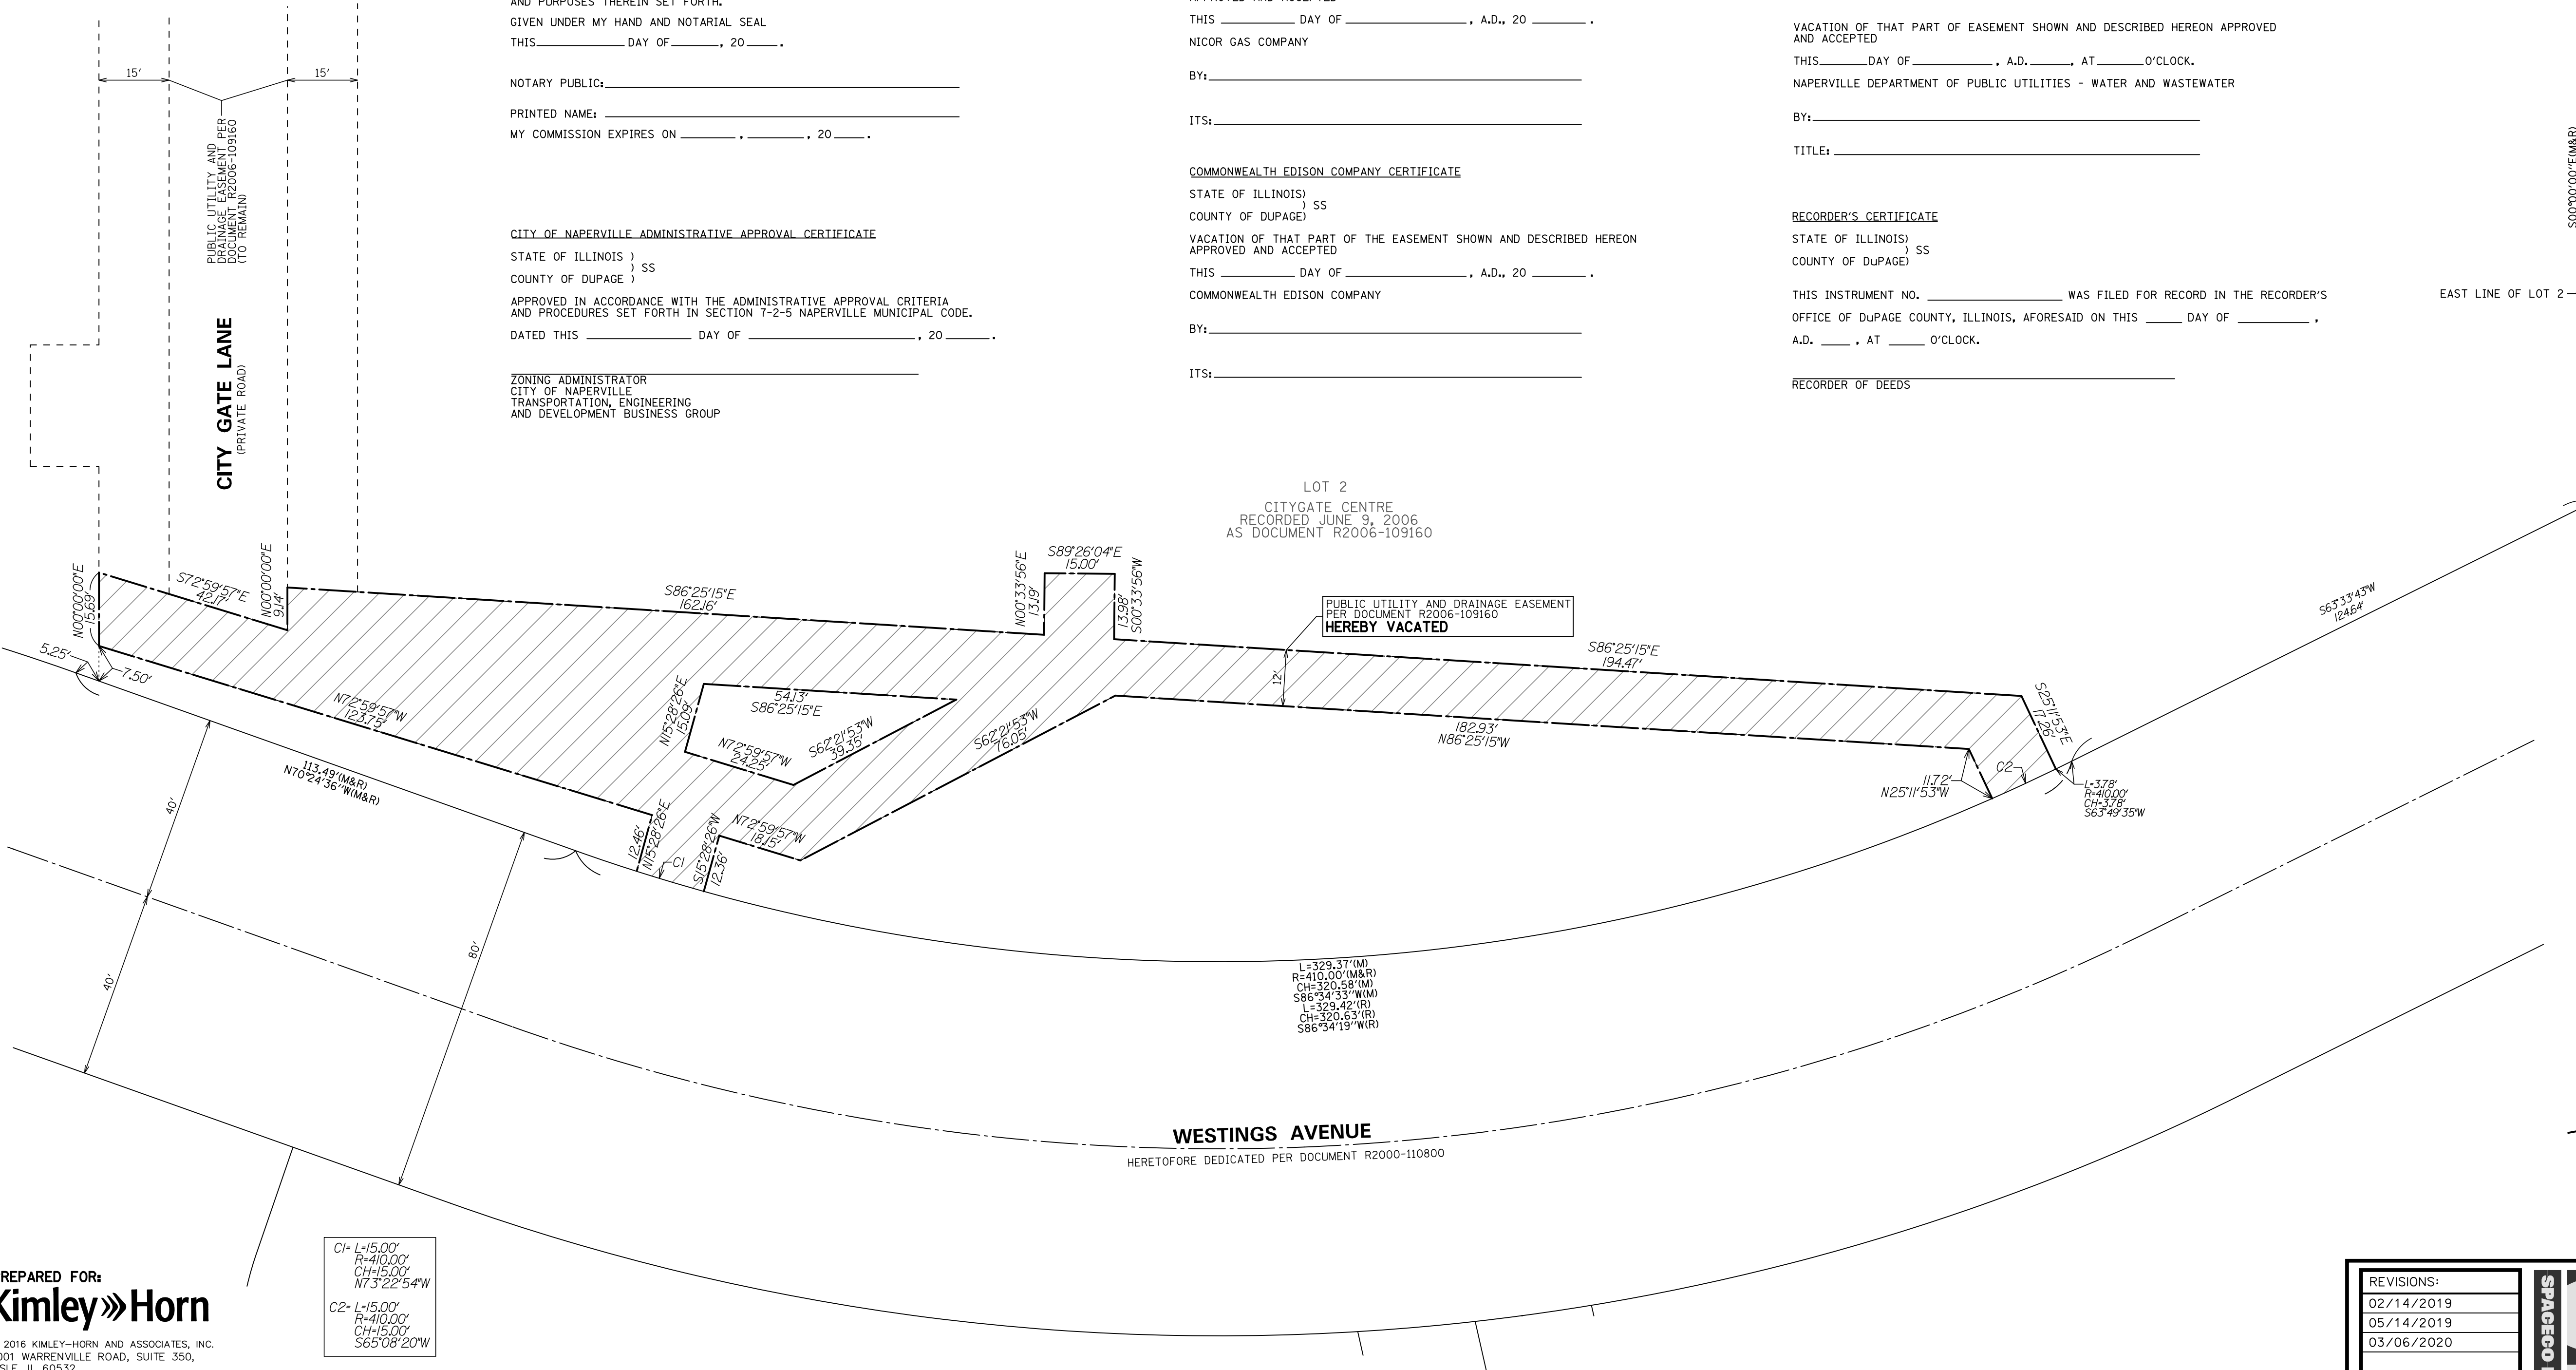 AND PURPOSES THEREIN SET FORTH.
GIVEN UNDER MY HAND AND NOTARIAL SEAL
THIS DAY OF , 20 .
NOTARY PUBLIC:
PRINTED NAME:
MY COMMISSION EXPIRES ON , , 20 .
CITY OF NAPERVILLE ADMINISTRATIVE APPROVAL CERTIFICATE
STATE OF ILLINOIS )
) SS
COUNTY OF DUPAGE )
APPROVED IN ACCORDANCE WITH THE ADMINISTRATIVE APPROVAL CRITERIA
AND PROCEDURES SET FORTH IN SECTION 7-2-5 NAPERVILLE MUNICIPAL CODE.
DATED THIS DAY OF , 20 .
ZONING ADMINISTRATOR
CITY OF NAPERVILLE
TRANSPORTATION, ENGINEERING
AND DEVELOPMENT BUSINESS GROUP
THIS DAY OF , A.D., 20 .
NICOR GAS COMPANY
BY:
ITS:
COMMONWEALTH EDISON COMPANY CERTIFICATE
STATE OF ILLINOIS)
) SS
COUNTY OF DUPAGE)
VACATION OF THAT PART OF THE EASEMENT SHOWN AND DESCRIBED HEREON
APPROVED AND ACCEPTED
THIS DAY OF , A.D., 20 .
COMMONWEALTH EDISON COMPANY
BY:
ITS:
VACATION OF THAT PART OF EASEMENT SHOWN AND DESCRIBED HEREON APPROVED
AND ACCEPTED
THIS DAY OF , A.D. , AT O'CLOCK.
NAPERVILLE DEPARTMENT OF PUBLIC UTILITIES - WATER AND WASTEWATER
BY:
TITLE:
RECORDER'S CERTIFICATE
STATE OF ILLINOIS)
) SS
COUNTY OF DuPAGE)
THIS INSTRUMENT NO. WAS FILED FOR RECORD IN THE RECORDER'S
OFFICE OF DuPAGE COUNTY, ILLINOIS, AFORESAID ON THIS DAY OF ,
A.D. , AT O'CLOCK.
RECORDER OF DEEDS
S00°00'00"E(M&R)
EAST LINE OF LOT 2
15'
15'
PUBLIC UTILITY AND
DRAINAGE EASEMENT PER
DOCUMENT R2006-109160
(TO REMAIN)
CITY GATE LANE
(PRIVATE ROAD)
LOT 2
CITYGATE CENTRE
RECORDED JUNE 9, 2006
AS DOCUMENT R2006-109160
N00°00'00"E
15.69'
S72°59'57"E
42.17'
N00°00'00"E
9.14'
S86°25'15"E
162.16'
N00°33'56"E
13.19'
S89°26'04"E
15.00'
13.98'
S00°33'56"W
PUBLIC UTILITY AND DRAINAGE EASEMENT
PER DOCUMENT R2006-109160
HEREBY VACATED
12'
S86°25'15"E
194.47'
S63°33'43"W
124.64'
5.25'
7.50'
N72°59'57"W
123.75'
N15°28'26"E
15.09'
54.13'
S86°25'15"E
N72°59'57"W
24.25'
S62°21'53"W
39.35'
S62°21'53"W
76.05'
182.93'
N86°25'15"W
S25°11'53"E
17.26'
11.72'
N25°11'53"W
C2
L=3.78'
R=410.00'
CH=3.78'
S63°49'35"W
113.49'(M&R)
N70°24'36"W(M&R)
12.46'
N15°28'26"E
C1
S15°28'26"W
12.36'
N72°59'57"W
18.15'
40'
40'
80'
L=329.37'(M)
R=410.00'(M&R)
CH=320.58'(M)
S86°34'33"W(M)
L=329.42'(R)
CH=320.63'(R)
S86°34'19"W(R)
WESTINGS AVENUE
HERETOFORE DEDICATED PER DOCUMENT R2000-110800
C1= L=15.00'
R=410.00'
CH=15.00'
N73°22'54"W
C2= L=15.00'
R=410.00'
CH=15.00'
S65°08'20"W
REPARED FOR:
Kimley»Horn
2016 KIMLEY-HORN AND ASSOCIATES, INC.
001 WARRENVILLE ROAD, SUITE 350,
REVISIONS:
02/14/2019
05/14/2019
03/06/2020
SPACECO